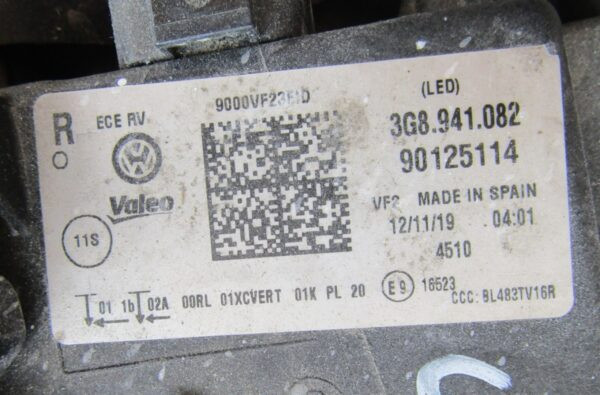 R
ECE RV
9000VF23
(LED)
3G8.941.082
90125114
Valeo
VF2 MADE IN SPAIN
12/11/19 04:01
11S
4510
01 1b 02A 00RL 01XCVERT 01K PL 20 E9 16523
CCC: BL483TV16R